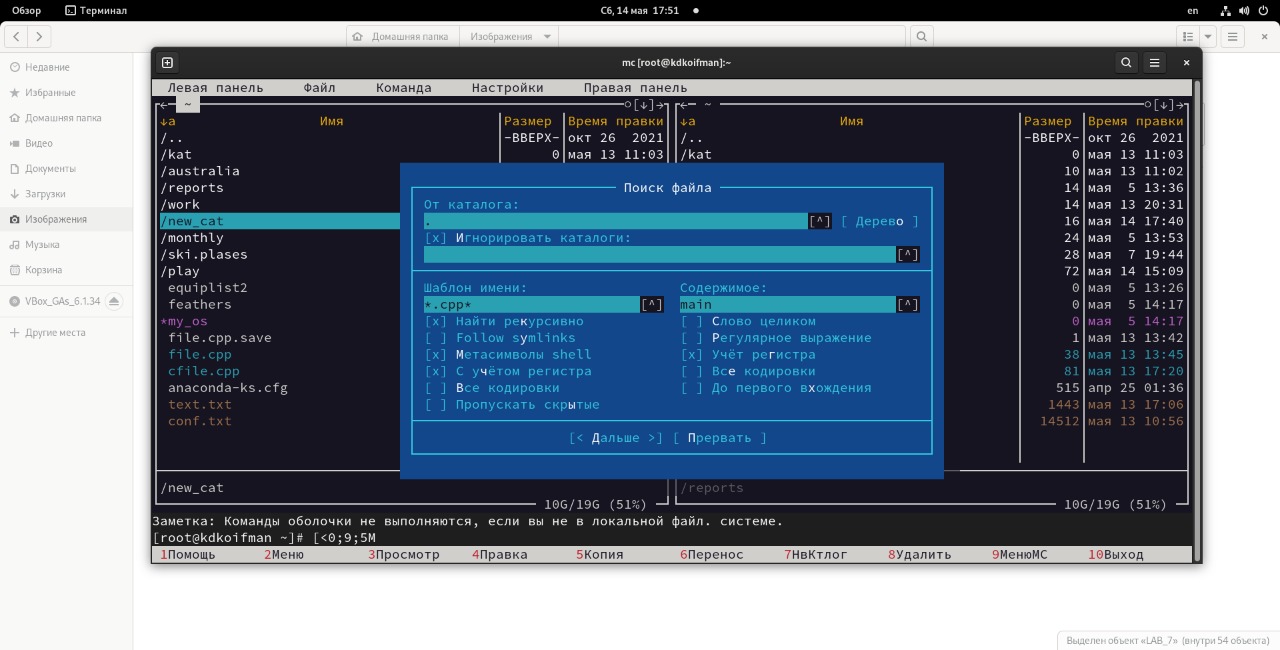 Обзор Терминал Сб, 14 мая 17:51 en
Домашняя папка Изображения
Недавние
Избранные
Домашняя папка
Видео
Документы
Загрузки
Изображения
Музыка
Корзина
VBox_GAs_6.1.34
Другие места
mc [root@kdkoifman]:~
Левая панель Файл Команда Настройки Правая панель
←─ ~ ─○[↓]→ ←─ ~ ─○[↓]→
↓а Имя Размер Время правки ↓а Имя Размер Время правки
/.. -ВВЕРХ- окт 26 2021 /.. -ВВЕРХ- окт 26 2021
/kat 0 мая 13 11:03 /kat 0 мая 13 11:03
/australia 10 мая 13 11:02
/reports 14 мая 5 13:36
/work 14 мая 13 20:31
/new_cat 16 мая 14 17:40
/monthly 24 мая 5 13:53
/ski.plases 28 мая 7 19:44
/play 72 мая 14 15:09
equiplist2 0 мая 5 13:26
feathers 0 мая 5 14:17
*my_os 0 мая 5 14:17
file.cpp.save 1 мая 13 13:42
file.cpp 38 мая 13 13:45
cfile.cpp 81 мая 13 17:20
anaconda-ks.cfg 515 апр 25 01:36
text.txt 1443 мая 13 17:06
conf.txt 14512 мая 13 10:56
Поиск файла
От каталога:
. [^] [ Дерево ]
[x] Игнорировать каталоги:
[^]
Шаблон имени: Содержимое:
*.cpp* [^] main [^]
[x] Найти рекурсивно [ ] Слово целиком
[ ] Follow symlinks [ ] Регулярное выражение
[x] Метасимволы shell [x] Учёт регистра
[x] С учётом регистра [ ] Все кодировки
[ ] Все кодировки [ ] До первого вхождения
[ ] Пропускать скрытые
[< Дальше >] [ Прервать ]
/new_cat /reports
10G/19G (51%) 10G/19G (51%)
Заметка: Команды оболочки не выполняются, если вы не в локальной файл. системе.
[root@kdkoifman ~]# [<0;9;5M
1Помощь 2Меню 3Просмотр 4Правка 5Копия 6Перенос 7НвКтлог 8Удалить 9МенюМС 10Выход
Выделен объект «LAB_7» (внутри 54 объекта)